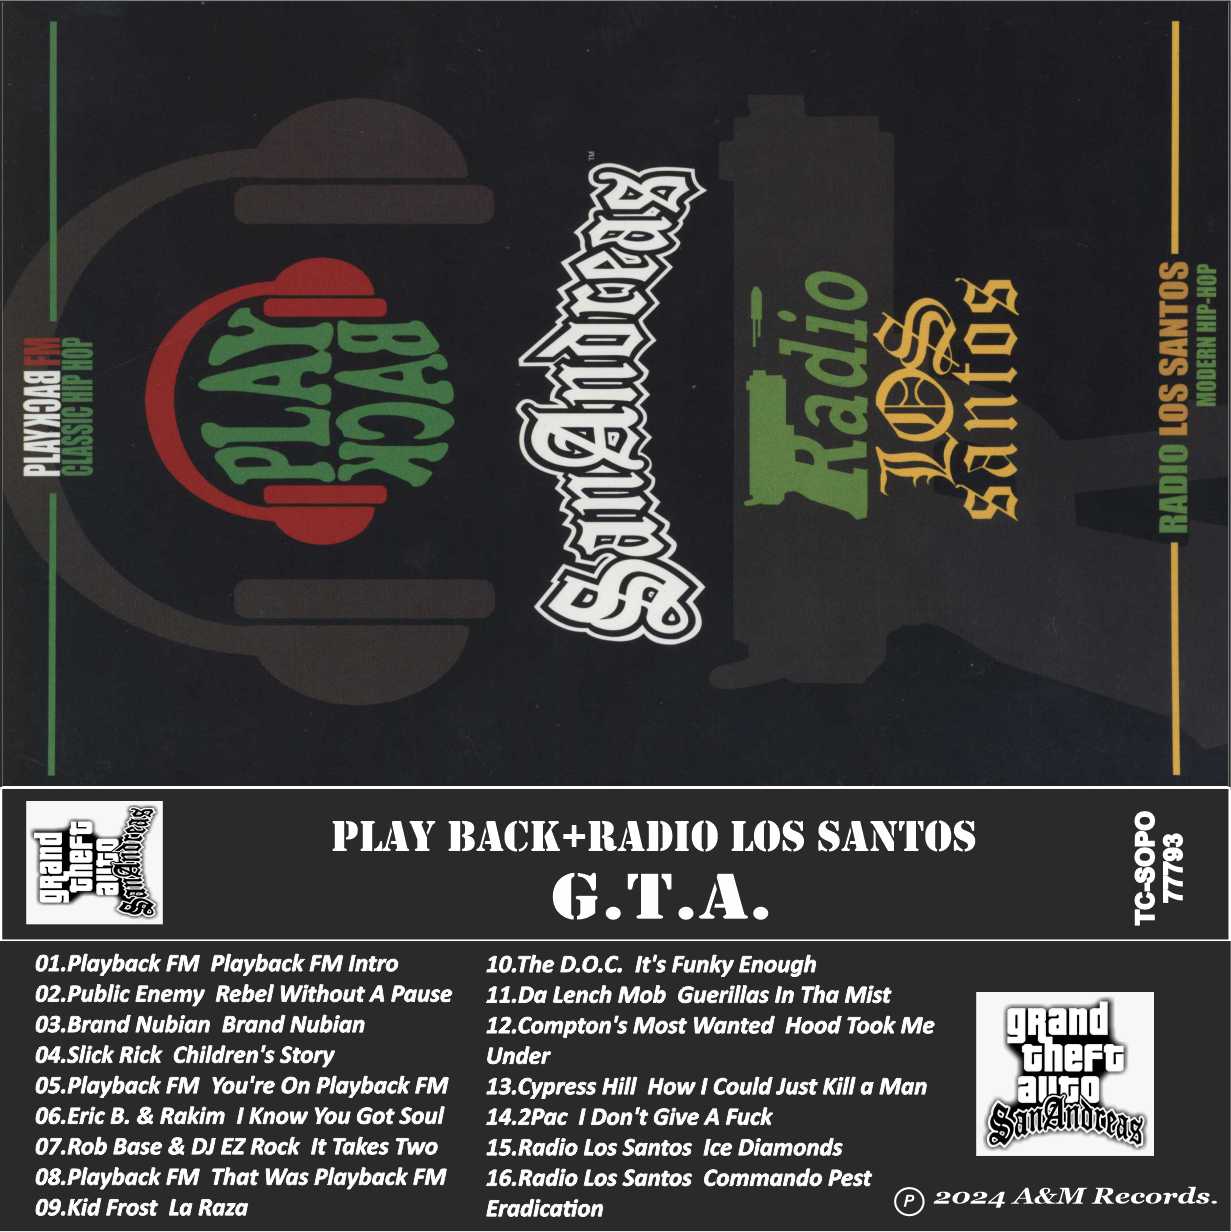 PLAYBACK FM
CLASSIC HIP HOP
PLAY
BACK
SanAndreas
TM
Radio
LOS
santos
RADIO LOS SANTOS
MODERN HIP-HOP
grand
theft
auto
SanAndreas
PLAY BACK+RADIO LOS SANTOS
G.T.A.
TC-SOPO
77793
01.Playback FM Playback FM Intro
02.Public Enemy Rebel Without A Pause
03.Brand Nubian Brand Nubian
04.Slick Rick Children's Story
05.Playback FM You're On Playback FM
06.Eric B. & Rakim I Know You Got Soul
07.Rob Base & DJ EZ Rock It Takes Two
08.Playback FM That Was Playback FM
09.Kid Frost La Raza
10.The D.O.C. It's Funky Enough
11.Da Lench Mob Guerillas In Tha Mist
12.Compton's Most Wanted Hood Took Me
Under
13.Cypress Hill How I Could Just Kill a Man
14.2Pac I Don't Give A Fuck
15.Radio Los Santos Ice Diamonds
16.Radio Los Santos Commando Pest
Eradication
grand
theft
auto
SanAndreas
℗ 2024 A&M Records.